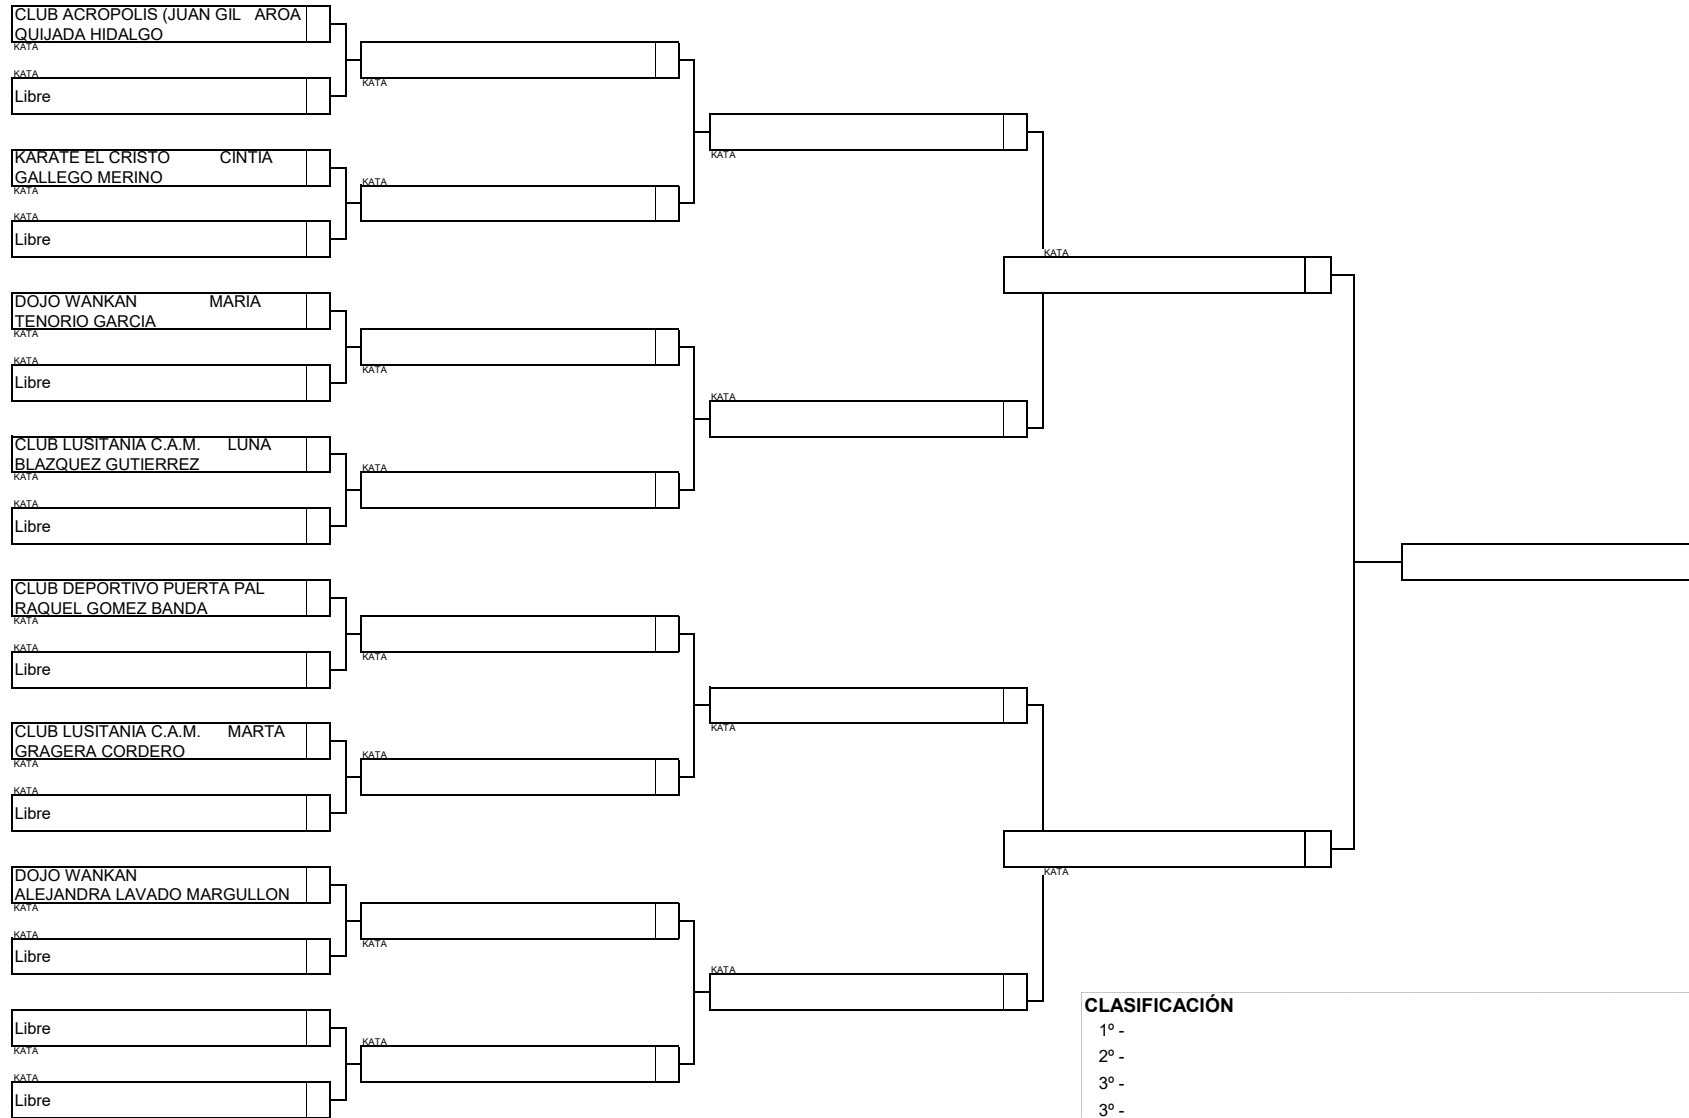 CLUB ACROPOLIS (JUAN GIL AROA
QUIJADA HIDALGO
KATA
KATA
Libre
KARATE EL CRISTO CINTIA
GALLEGO MERINO
KATA
KATA
Libre
DOJO WANKAN MARIA
TENORIO GARCIA
KATA
KATA
Libre
CLUB LUSITANIA C.A.M. LUNA
BLAZQUEZ GUTIERREZ
KATA
KATA
Libre
CLUB DEPORTIVO PUERTA PAL
RAQUEL GOMEZ BANDA
KATA
KATA
Libre
CLUB LUSITANIA C.A.M. MARTA
GRAGERA CORDERO
KATA
KATA
Libre
DOJO WANKAN
ALEJANDRA LAVADO MARGULLON
KATA
KATA
Libre
Libre
KATA
KATA
Libre
KATA
KATA
KATA
KATA
KATA
KATA
KATA
KATA
KATA
KATA
KATA
KATA
KATA
KATA
CLASIFICACIÓN
1º -
2º -
3º -
3º -